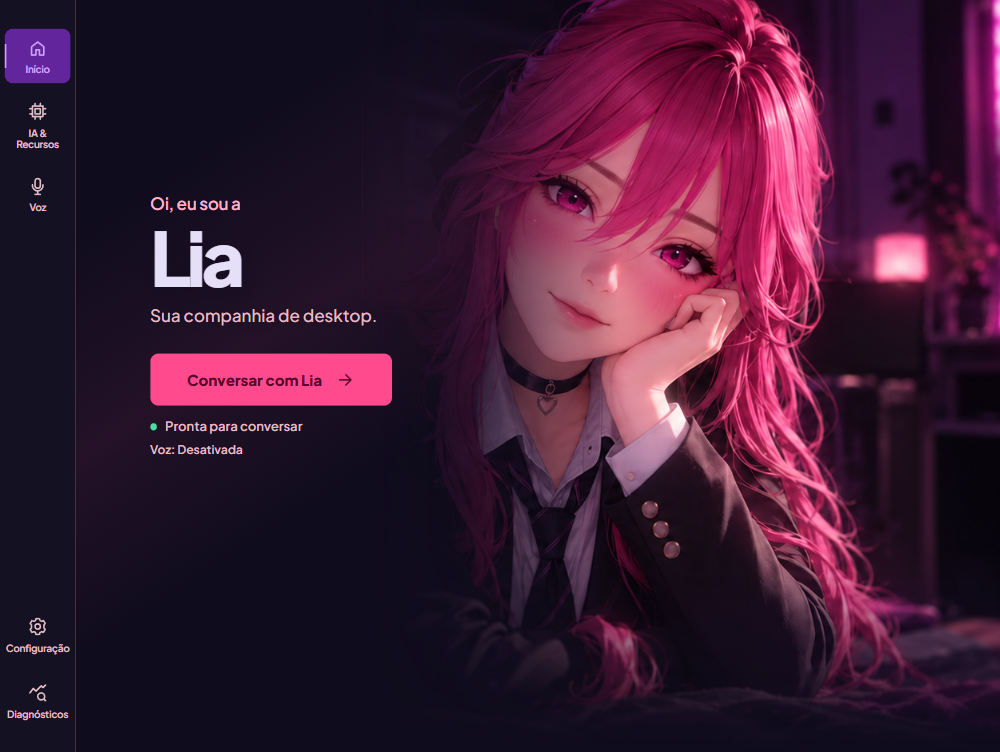 Início
IA &
Recursos
Voz
Oi, eu sou a
Lia
Sua companhia de desktop.
Conversar com Lia
Pronta para conversar
Voz: Desativada
Configuração
Diagnósticos